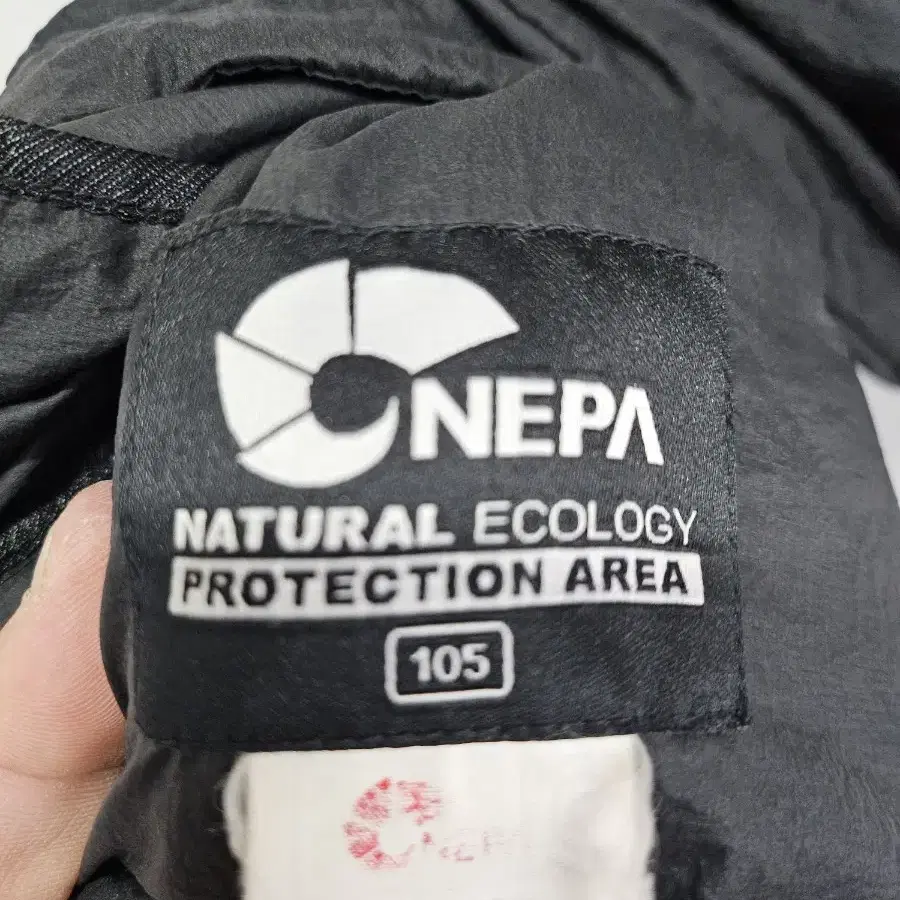 NEPA
NATURAL ECOLOGY
PROTECTION AREA
105